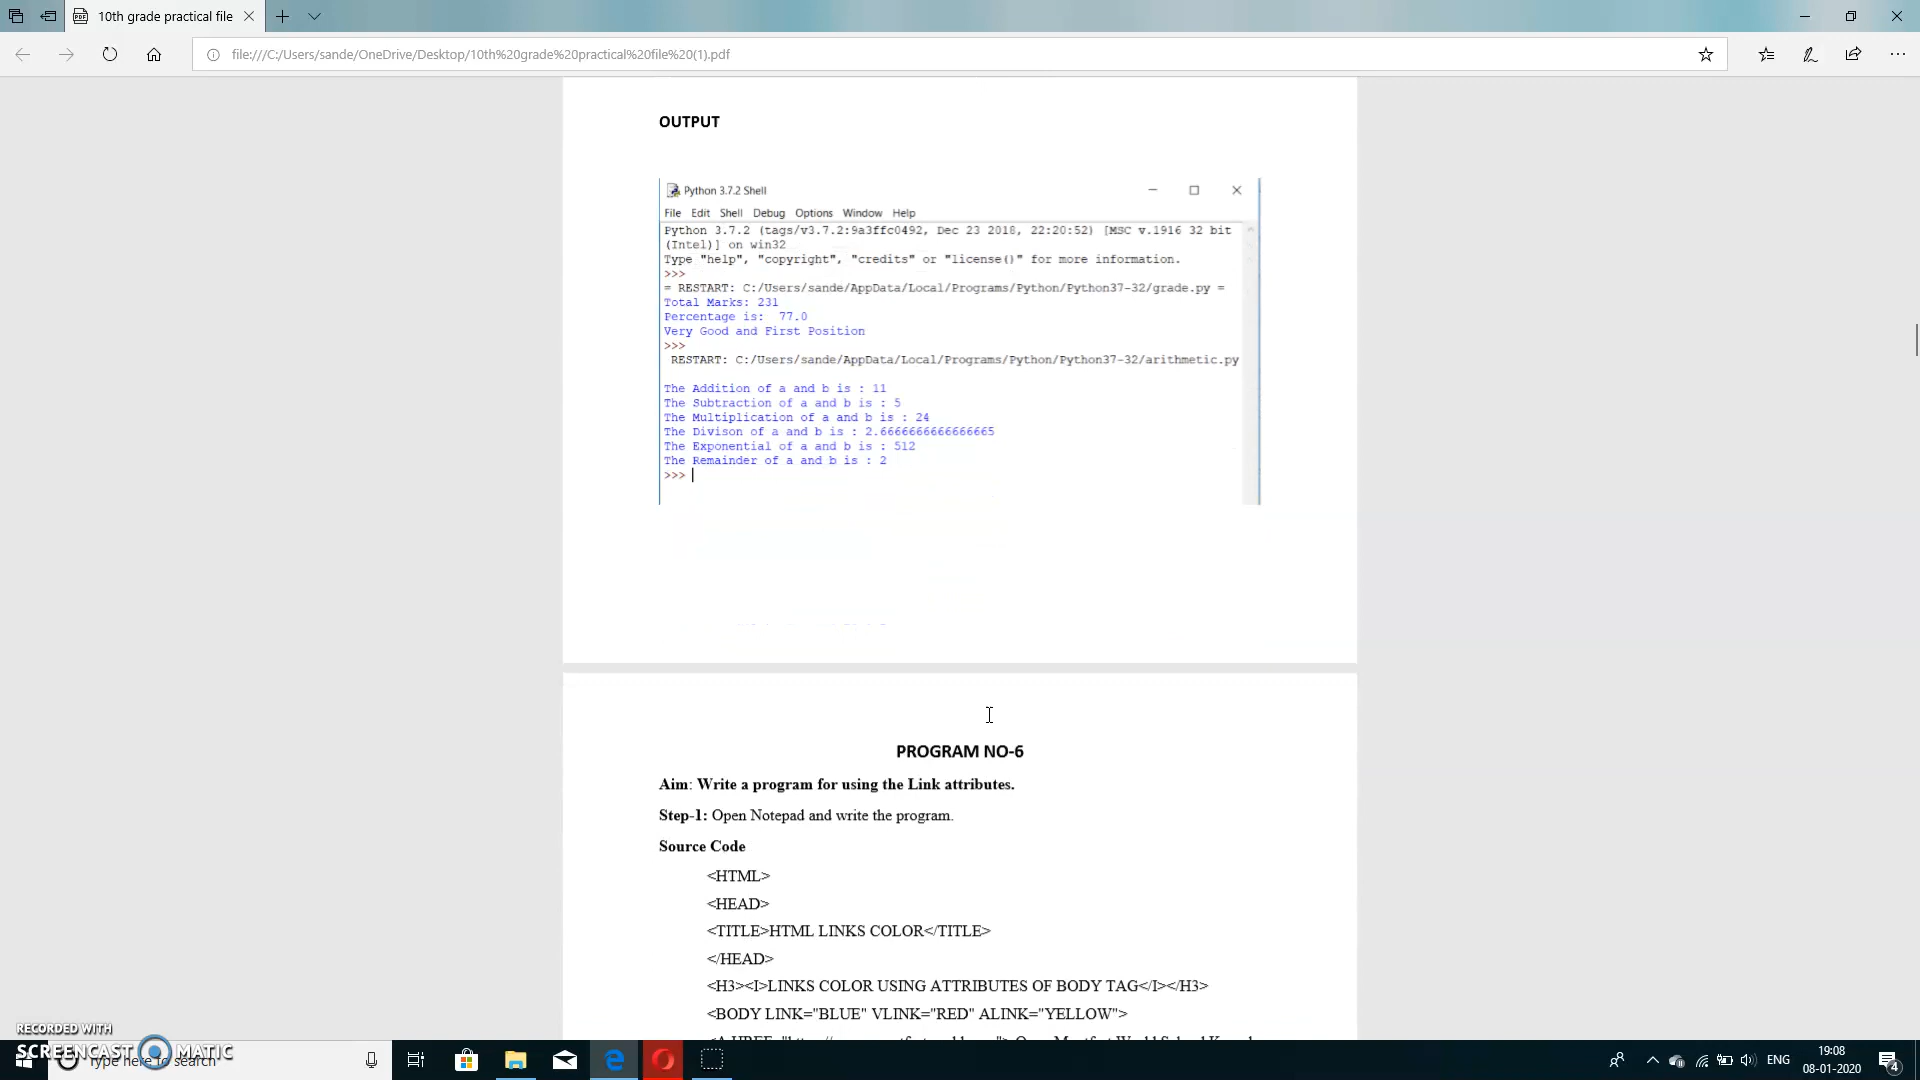 10th grade practical file
file:///C:/Users/sande/OneDrive/Desktop/10th%20grade%20practical%20file%20(1).pdf
OUTPUT
Python 3.7.2 Shell
File Edit Shell Debug Options Window Help
Python 3.7.2 (tags/v3.7.2:9a3ffc0492, Dec 23 2018, 22:20:52) [MSC v.1916 32 bit
(Intel)] on win32
Type "help", "copyright", "credits" or "license()" for more information.
>>>
= RESTART: C:/Users/sande/AppData/Local/Programs/Python/Python37-32/grade.py =
Total Marks: 231
Percentage is:  77.0
Very Good and First Position
>>>
RESTART: C:/Users/sande/AppData/Local/Programs/Python/Python37-32/arithmetic.py
The Addition of a and b is : 11
The Subtraction of a and b is : 5
The Multiplication of a and b is : 24
The Divison of a and b is : 2.6666666666666665
The Exponential of a and b is : 512
The Remainder of a and b is : 2
>>>
PROGRAM NO-6
Aim: Write a program for using the Link attributes.
Step-1: Open Notepad and write the program.
Source Code
<HTML>
<HEAD>
<TITLE>HTML LINKS COLOR</TITLE>
</HEAD>
<H3><I>LINKS COLOR USING ATTRIBUTES OF BODY TAG</I></H3>
<BODY LINK="BLUE" VLINK="RED" ALINK="YELLOW">
RECORDED WITH
SCREENCAST MATIC
Type here to search
ENG
19:08
08-01-2020
4